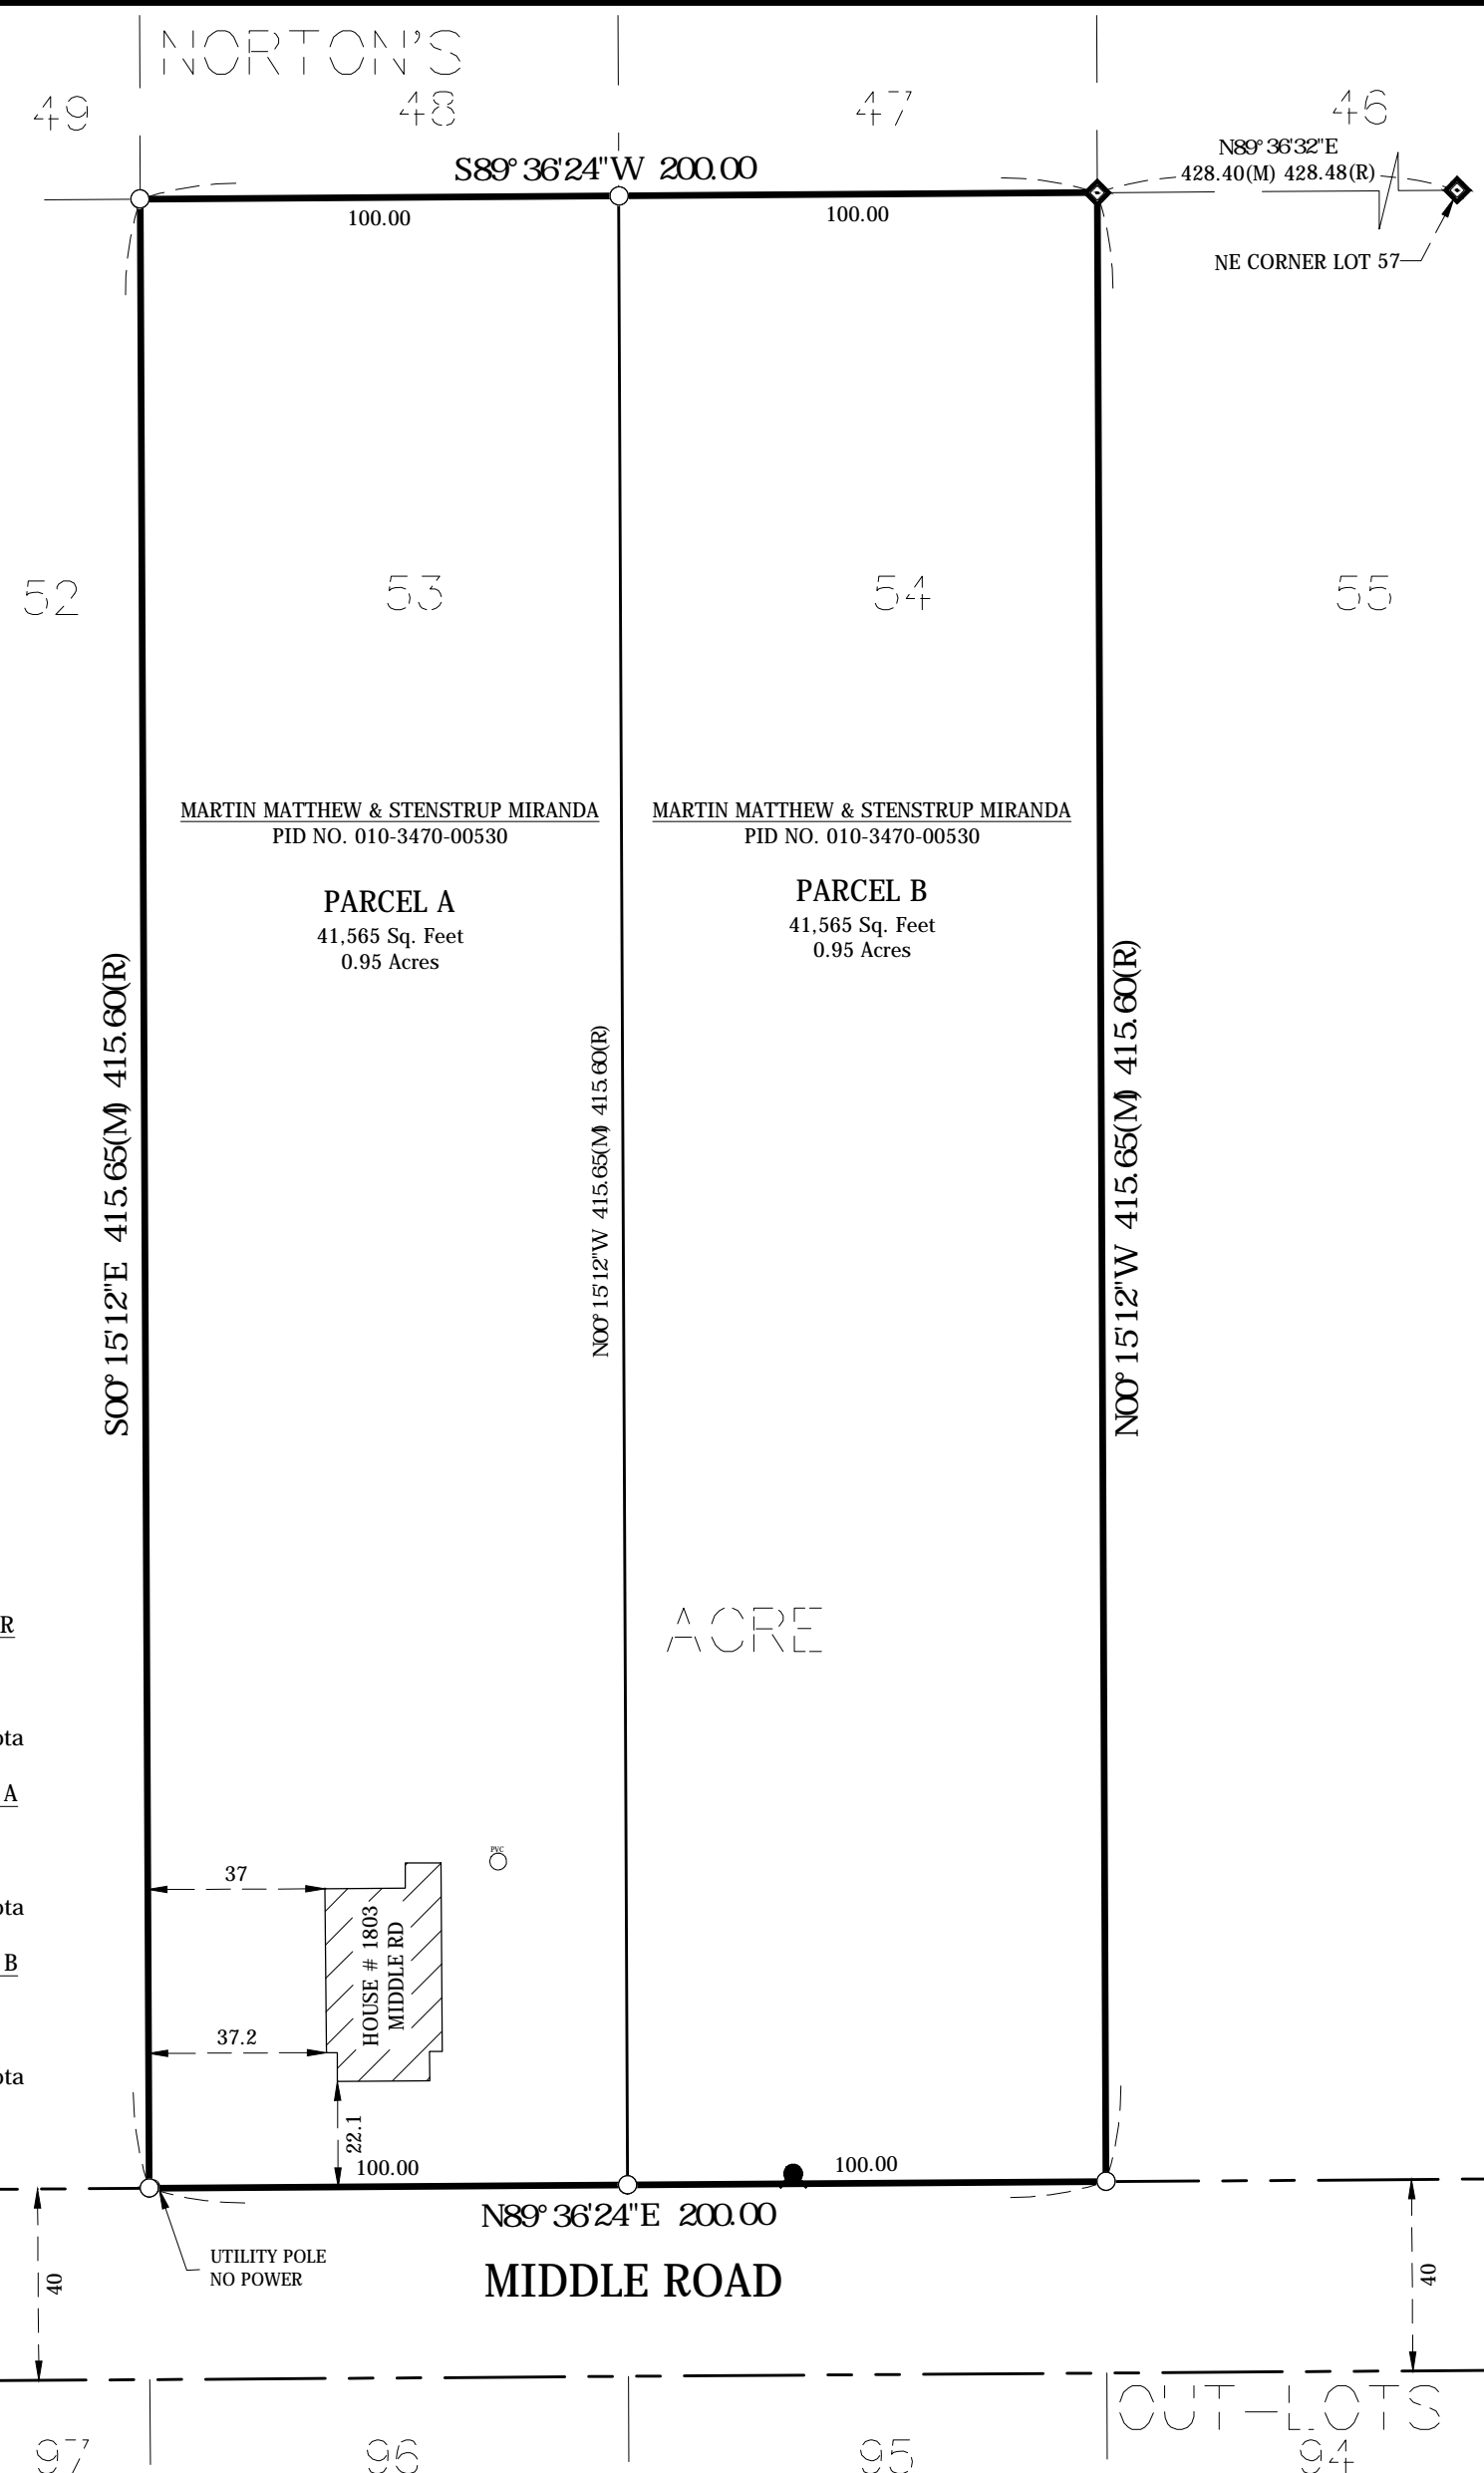 NORTON'S
49
48
47
46
S89°36'24"W 200.00
N89°36'32"E
428.40(M) 428.48(R)
100.00
100.00
NE CORNER LOT 57
52
53
54
55
MARTIN MATTHEW & STENSTRUP MIRANDA
PID NO. 010-3470-00530
PARCEL A
41,565 Sq. Feet
0.95 Acres
MARTIN MATTHEW & STENSTRUP MIRANDA
PID NO. 010-3470-00530
PARCEL B
41,565 Sq. Feet
0.95 Acres
S00°15'12"E 415.65(M) 415.60(R)
N00°15'12"W 415.65(M) 415.60(R)
N00°15'12"W 415.65(M) 415.60(R)
ACRE
R
ota
A
ota
B
ota
PVC
37
HOUSE # 1803
MIDDLE RD
37.2
22.1
100.00
100.00
N89°36'24"E 200.00
UTILITY POLE
NO POWER
MIDDLE ROAD
40
40
OUT-LOTS
97
96
95
94